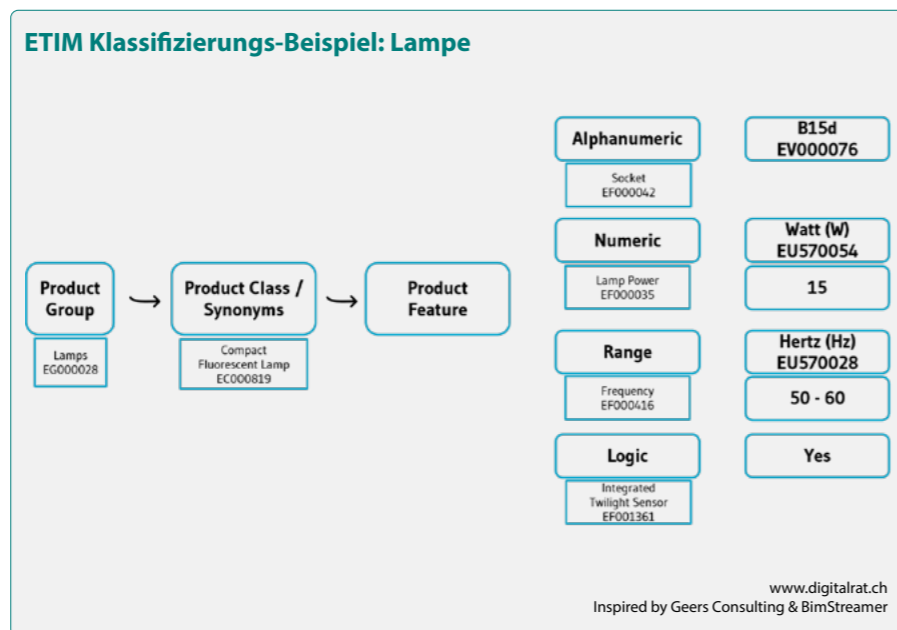 ETIM Klassifizierungs-Beispiel: Lampe
Product
Group
Lamps
EG000028
Product Class /
Synonyms
Compact
Fluorescent Lamp
EC000819
Product
Feature
Alphanumeric
Socket
EF000042
B15d
EV000076
Numeric
Lamp Power
EF000035
Watt (W)
EU570054
15
Range
Frequency
EF000416
Hertz (Hz)
EU570028
50 - 60
Logic
Integrated
Twilight Sensor
EF001361
Yes
www.digitalrat.ch
Inspired by Geers Consulting & BimStreamer